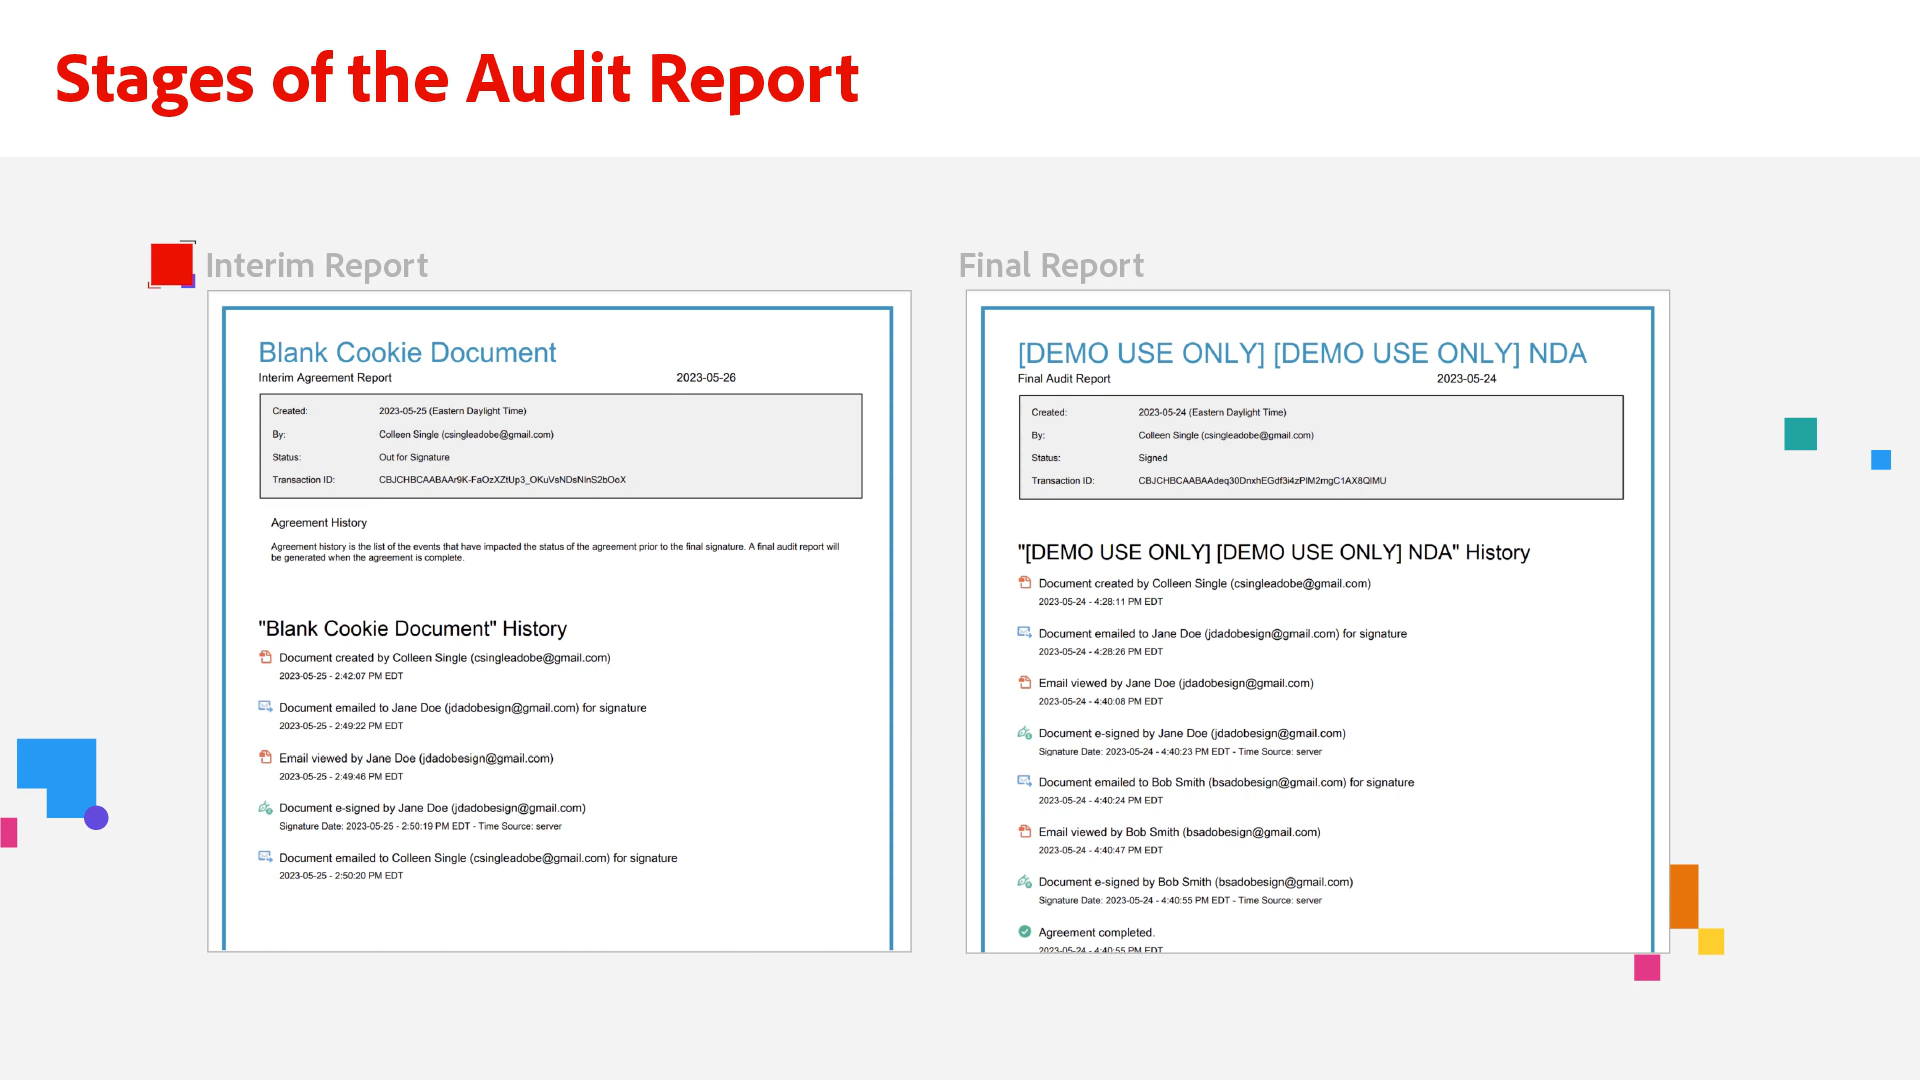 Stages of the Audit Report
Interim Report
Blank Cookie Document
Interim Agreement Report 2023-05-26
Created: 2023-05-25 (Eastern Daylight Time)
By: Colleen Single (csingleadobe@gmail.com)
Status: Out for Signature
Transaction ID: CBJCHBCAABAAr9K-FaOzXZtUp3_OKuVsNDsNInS2bOoX
Agreement History
Agreement history is the list of the events that have impacted the status of the agreement prior to the final signature. A final audit report will
be generated when the agreement is complete.
"Blank Cookie Document" History
Document created by Colleen Single (csingleadobe@gmail.com)
2023-05-25 - 2:42:07 PM EDT
Document emailed to Jane Doe (jdadobesign@gmail.com) for signature
2023-05-25 - 2:49:22 PM EDT
Email viewed by Jane Doe (jdadobesign@gmail.com)
2023-05-25 - 2:49:46 PM EDT
Document e-signed by Jane Doe (jdadobesign@gmail.com)
Signature Date: 2023-05-25 - 2:50:19 PM EDT - Time Source: server
Document emailed to Colleen Single (csingleadobe@gmail.com) for signature
2023-05-25 - 2:50:20 PM EDT
Final Report
[DEMO USE ONLY] [DEMO USE ONLY] NDA
Final Audit Report 2023-05-24
Created: 2023-05-24 (Eastern Daylight Time)
By: Colleen Single (csingleadobe@gmail.com)
Status: Signed
Transaction ID: CBJCHBCAABAAdeq30DnxhEGdf3i4zPIM2mgC1AX8QIMU
"[DEMO USE ONLY] [DEMO USE ONLY] NDA" History
Document created by Colleen Single (csingleadobe@gmail.com)
2023-05-24 - 4:28:11 PM EDT
Document emailed to Jane Doe (jdadobesign@gmail.com) for signature
2023-05-24 - 4:28:26 PM EDT
Email viewed by Jane Doe (jdadobesign@gmail.com)
2023-05-24 - 4:40:08 PM EDT
Document e-signed by Jane Doe (jdadobesign@gmail.com)
Signature Date: 2023-05-24 - 4:40:23 PM EDT - Time Source: server
Document emailed to Bob Smith (bsadobesign@gmail.com) for signature
2023-05-24 - 4:40:24 PM EDT
Email viewed by Bob Smith (bsadobesign@gmail.com)
2023-05-24 - 4:40:47 PM EDT
Document e-signed by Bob Smith (bsadobesign@gmail.com)
Signature Date: 2023-05-24 - 4:40:55 PM EDT - Time Source: server
Agreement completed.
2023-05-24 - 4:40:55 PM EDT